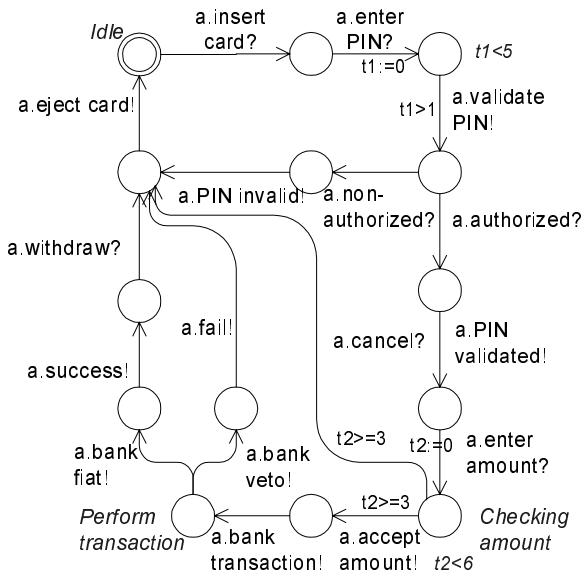 Idle
a.insert
card?
a.enter
PIN?
t1:=0
t1<5
a.eject card!
t1>1
a.validate
PIN!
a.PIN invalid!
a.non-
authorized?
a.authorized?
a.withdraw?
a.fail!
a.cancel?
a.PIN
validated!
a.success!
t2>=3
t2:=0
a.enter
amount?
a.bank
fiat!
a.bank
veto!
t2>=3
Perform
transaction
a.bank
transaction!
a.accept
amount!
Checking
amount
t2<6